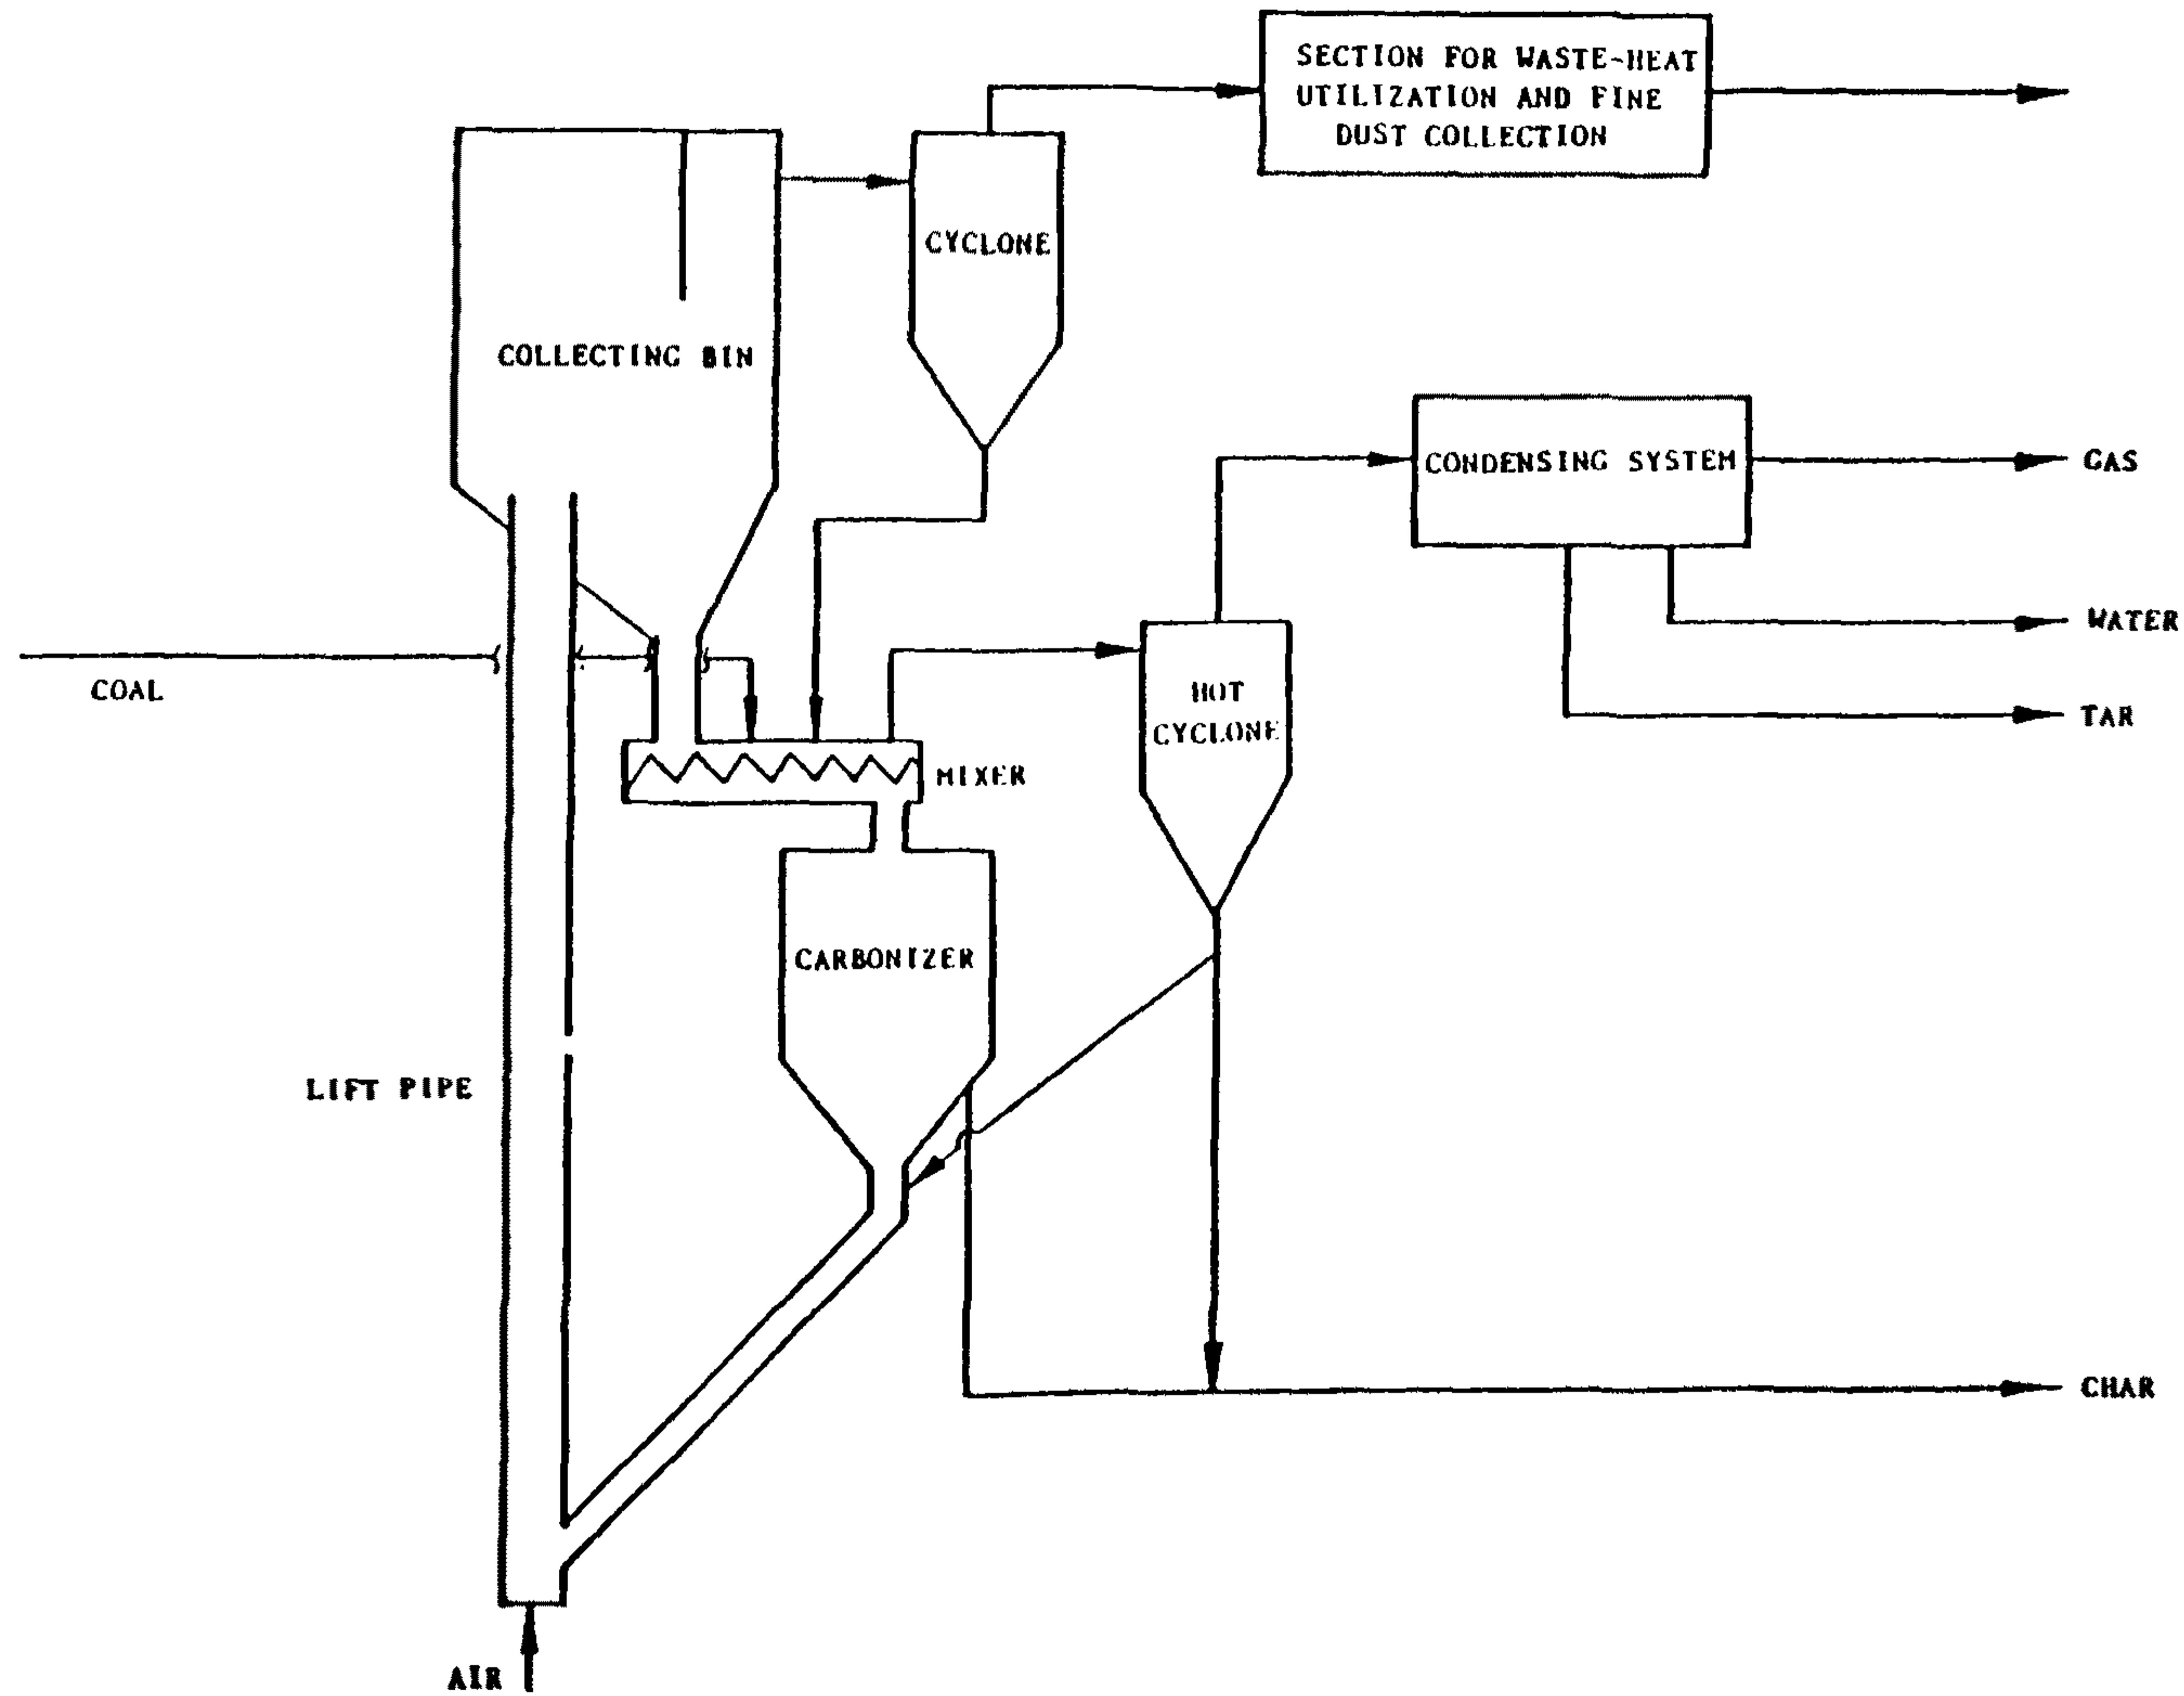 SECTION FOR WASTE-HEAT
UTILIZATION AND FINE
DUST COLLECTION
CYCLONE
COLLECTING BIN
CONDENSING SYSTEM
GAS
WATER
COAL
HOT
CYCLONE
TAR
MIXER
CARBONIZER
LIFT PIPE
CHAR
AIR